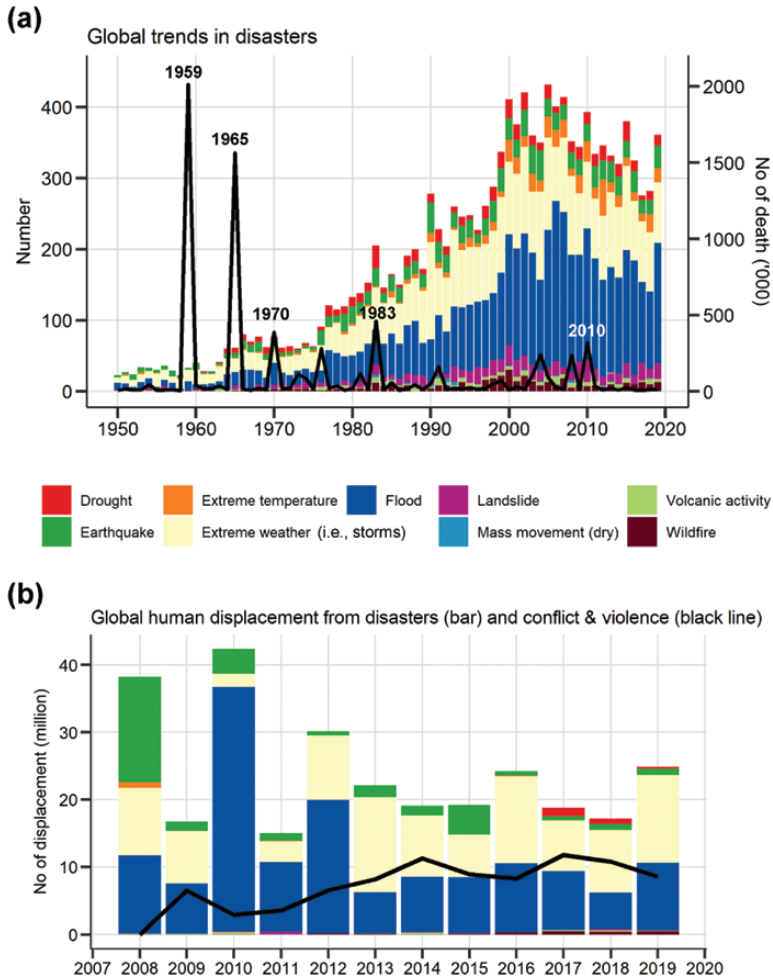 (a)
Global trends in disasters
1959
1965
1970
1983
2010
400
300
200
100
0
Number
2000
1500
1000
500
0
No of death ('000)
1950 1960 1970 1980 1990 2000 2010 2020
Drought Extreme temperature Flood Landslide Volcanic activity
Earthquake Extreme weather (i.e., storms) Mass movement (dry) Wildfire
(b)
Global human displacement from disasters (bar) and conflict & violence (black line)
40
30
20
10
0
No of displacement (million)
2007 2008 2009 2010 2011 2012 2013 2014 2015 2016 2017 2018 2019 2020